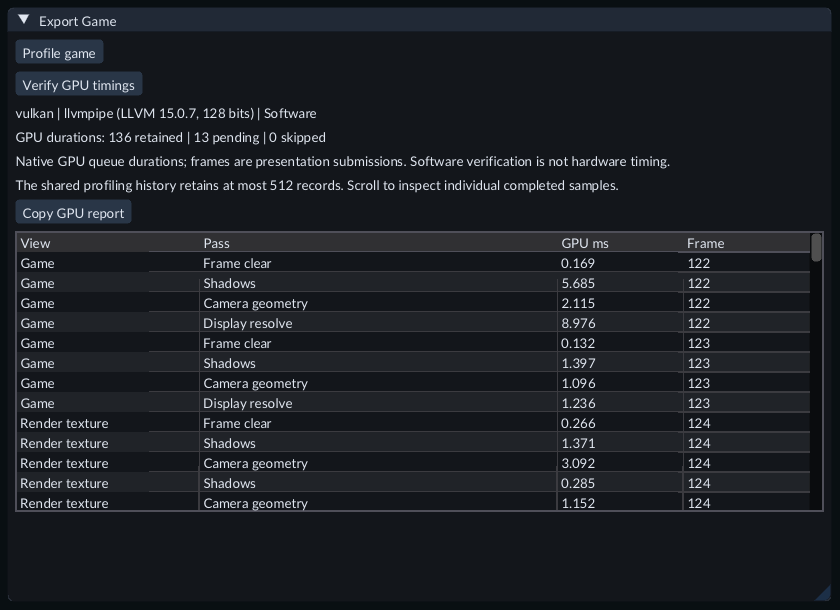 Export Game
Profile game
Verify GPU timings
vulkan | llvmpipe (LLVM 15.0.7, 128 bits) | Software
GPU durations: 136 retained | 13 pending | 0 skipped
Native GPU queue durations; frames are presentation submissions. Software verification is not hardware timing.
The shared profiling history retains at most 512 records. Scroll to inspect individual completed samples.
Copy GPU report
View Pass GPU ms Frame
Game Frame clear 0.169 122
Game Shadows 5.685 122
Game Camera geometry 2.115 122
Game Display resolve 8.976 122
Game Frame clear 0.132 123
Game Shadows 1.397 123
Game Camera geometry 1.096 123
Game Display resolve 1.236 123
Render texture Frame clear 0.266 124
Render texture Shadows 1.371 124
Render texture Camera geometry 3.092 124
Render texture Shadows 0.285 124
Render texture Camera geometry 1.152 124